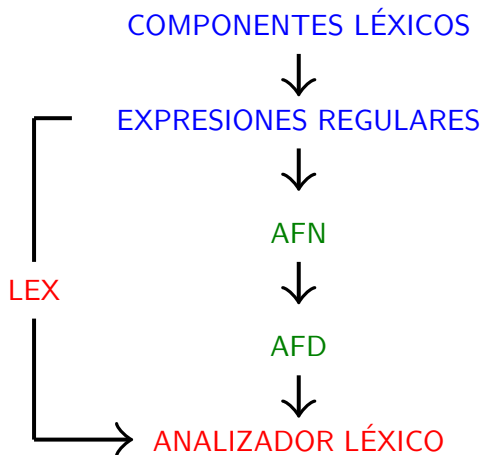 COMPONENTES LÉXICOS
EXPRESIONES REGULARES
AFN
LEX
AFD
ANALIZADOR LÉXICO